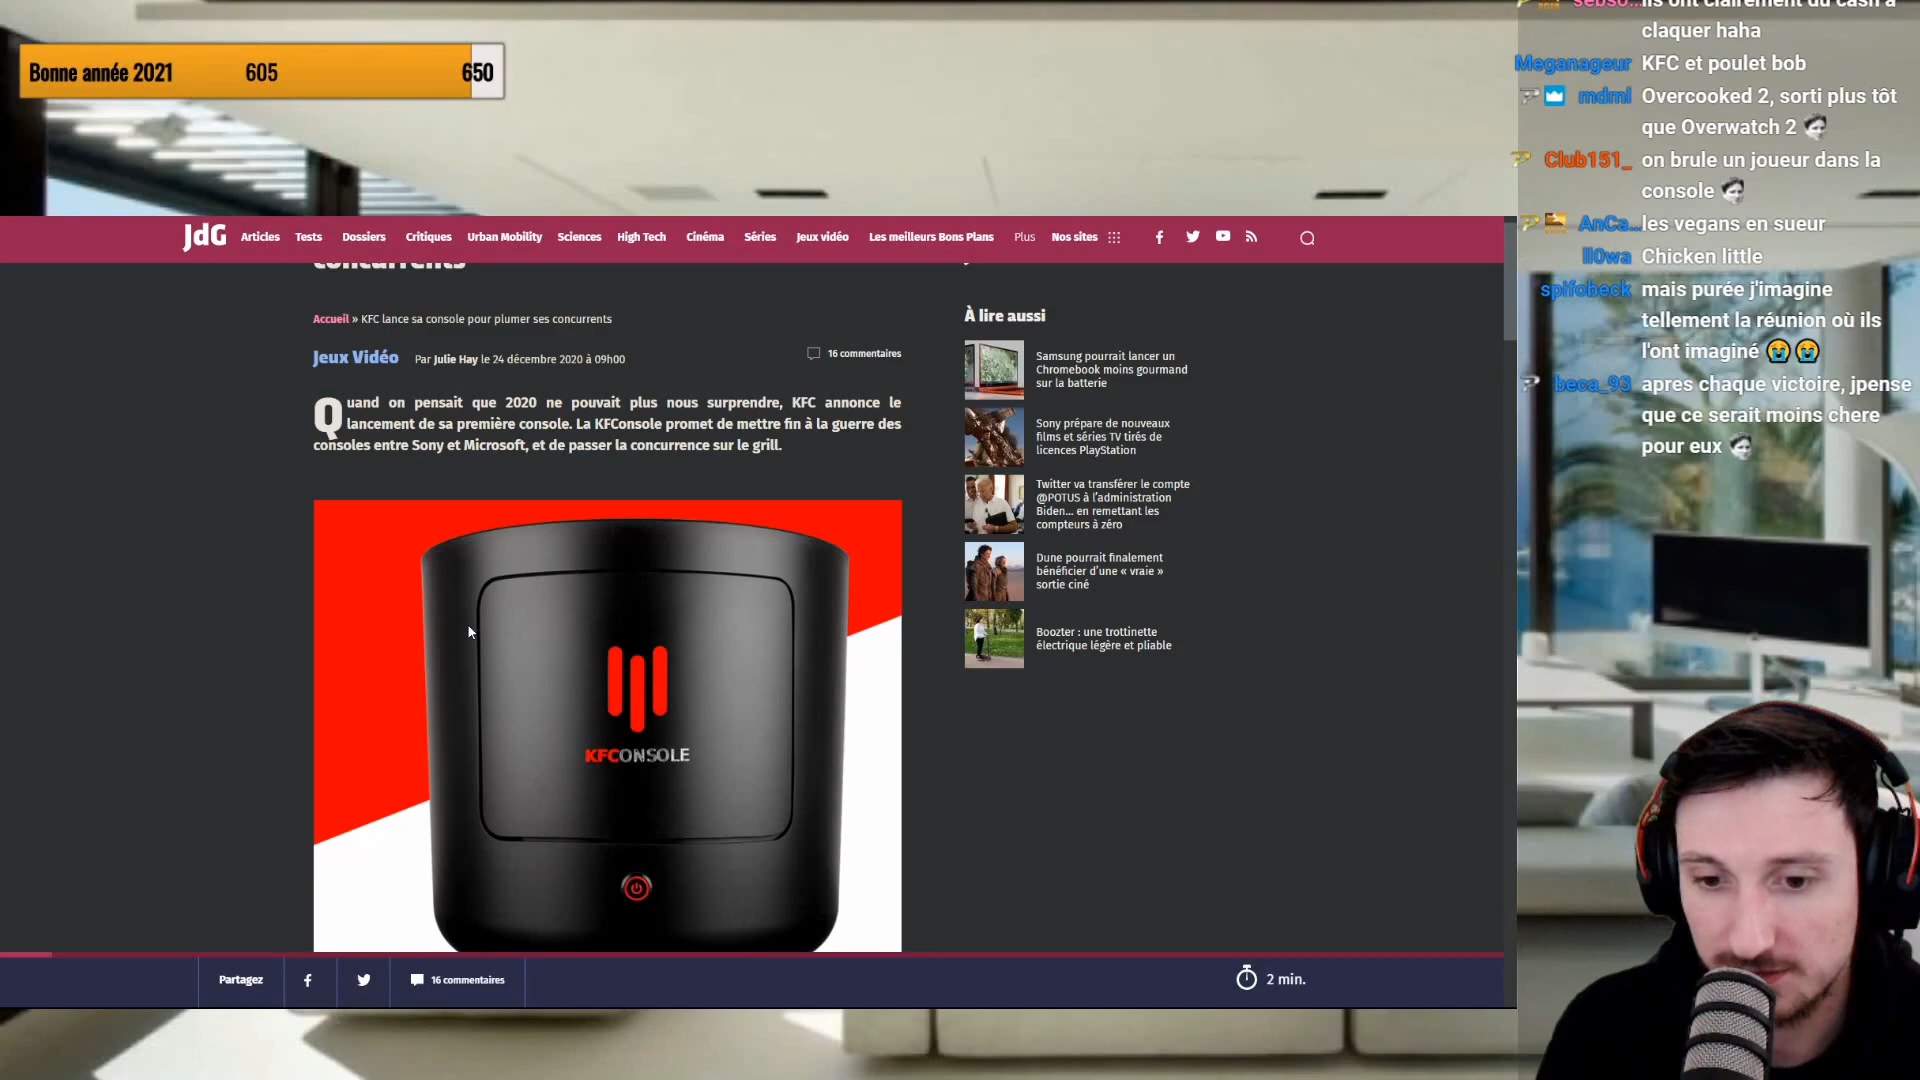 Bonne année 2021 605 650
JdG Articles Tests Dossiers Critiques Urban Mobility Sciences High Tech Cinéma Séries Jeux vidéo Les meilleurs Bons Plans Plus Nos sites
concurrents
Accueil » KFC lance sa console pour plumer ses concurrents
Jeux Vidéo Par Julie Hay le 24 décembre 2020 à 09h00 16 commentaires
Quand on pensait que 2020 ne pouvait plus nous surprendre, KFC annonce le
lancement de sa première console. La KFConsole promet de mettre fin à la guerre des
consoles entre Sony et Microsoft, et de passer la concurrence sur le grill.
KFCONSOLE
À lire aussi
Samsung pourrait lancer un
Chromebook moins gourmand
sur la batterie
Sony prépare de nouveaux
films et séries TV tirés de
licences PlayStation
Twitter va transférer le compte
@POTUS à l'administration
Biden... en remettant les
compteurs à zéro
Dune pourrait finalement
bénéficier d'une « vraie »
sortie ciné
Boozter : une trottinette
électrique légère et pliable
Partagez 16 commentaires 2 min.
sebso... ils ont clairement du cash à
claquer haha
Meganageur KFC et poulet bob
mdml Overcooked 2, sorti plus tôt
que Overwatch 2
Club151_ on brule un joueur dans la
console
AnCa... les vegans en sueur
ll0wa Chicken little
spifobeck mais purée j'imagine
tellement la réunion où ils
l'ont imaginé
beca_93 apres chaque victoire, jpense
que ce serait moins chere
pour eux